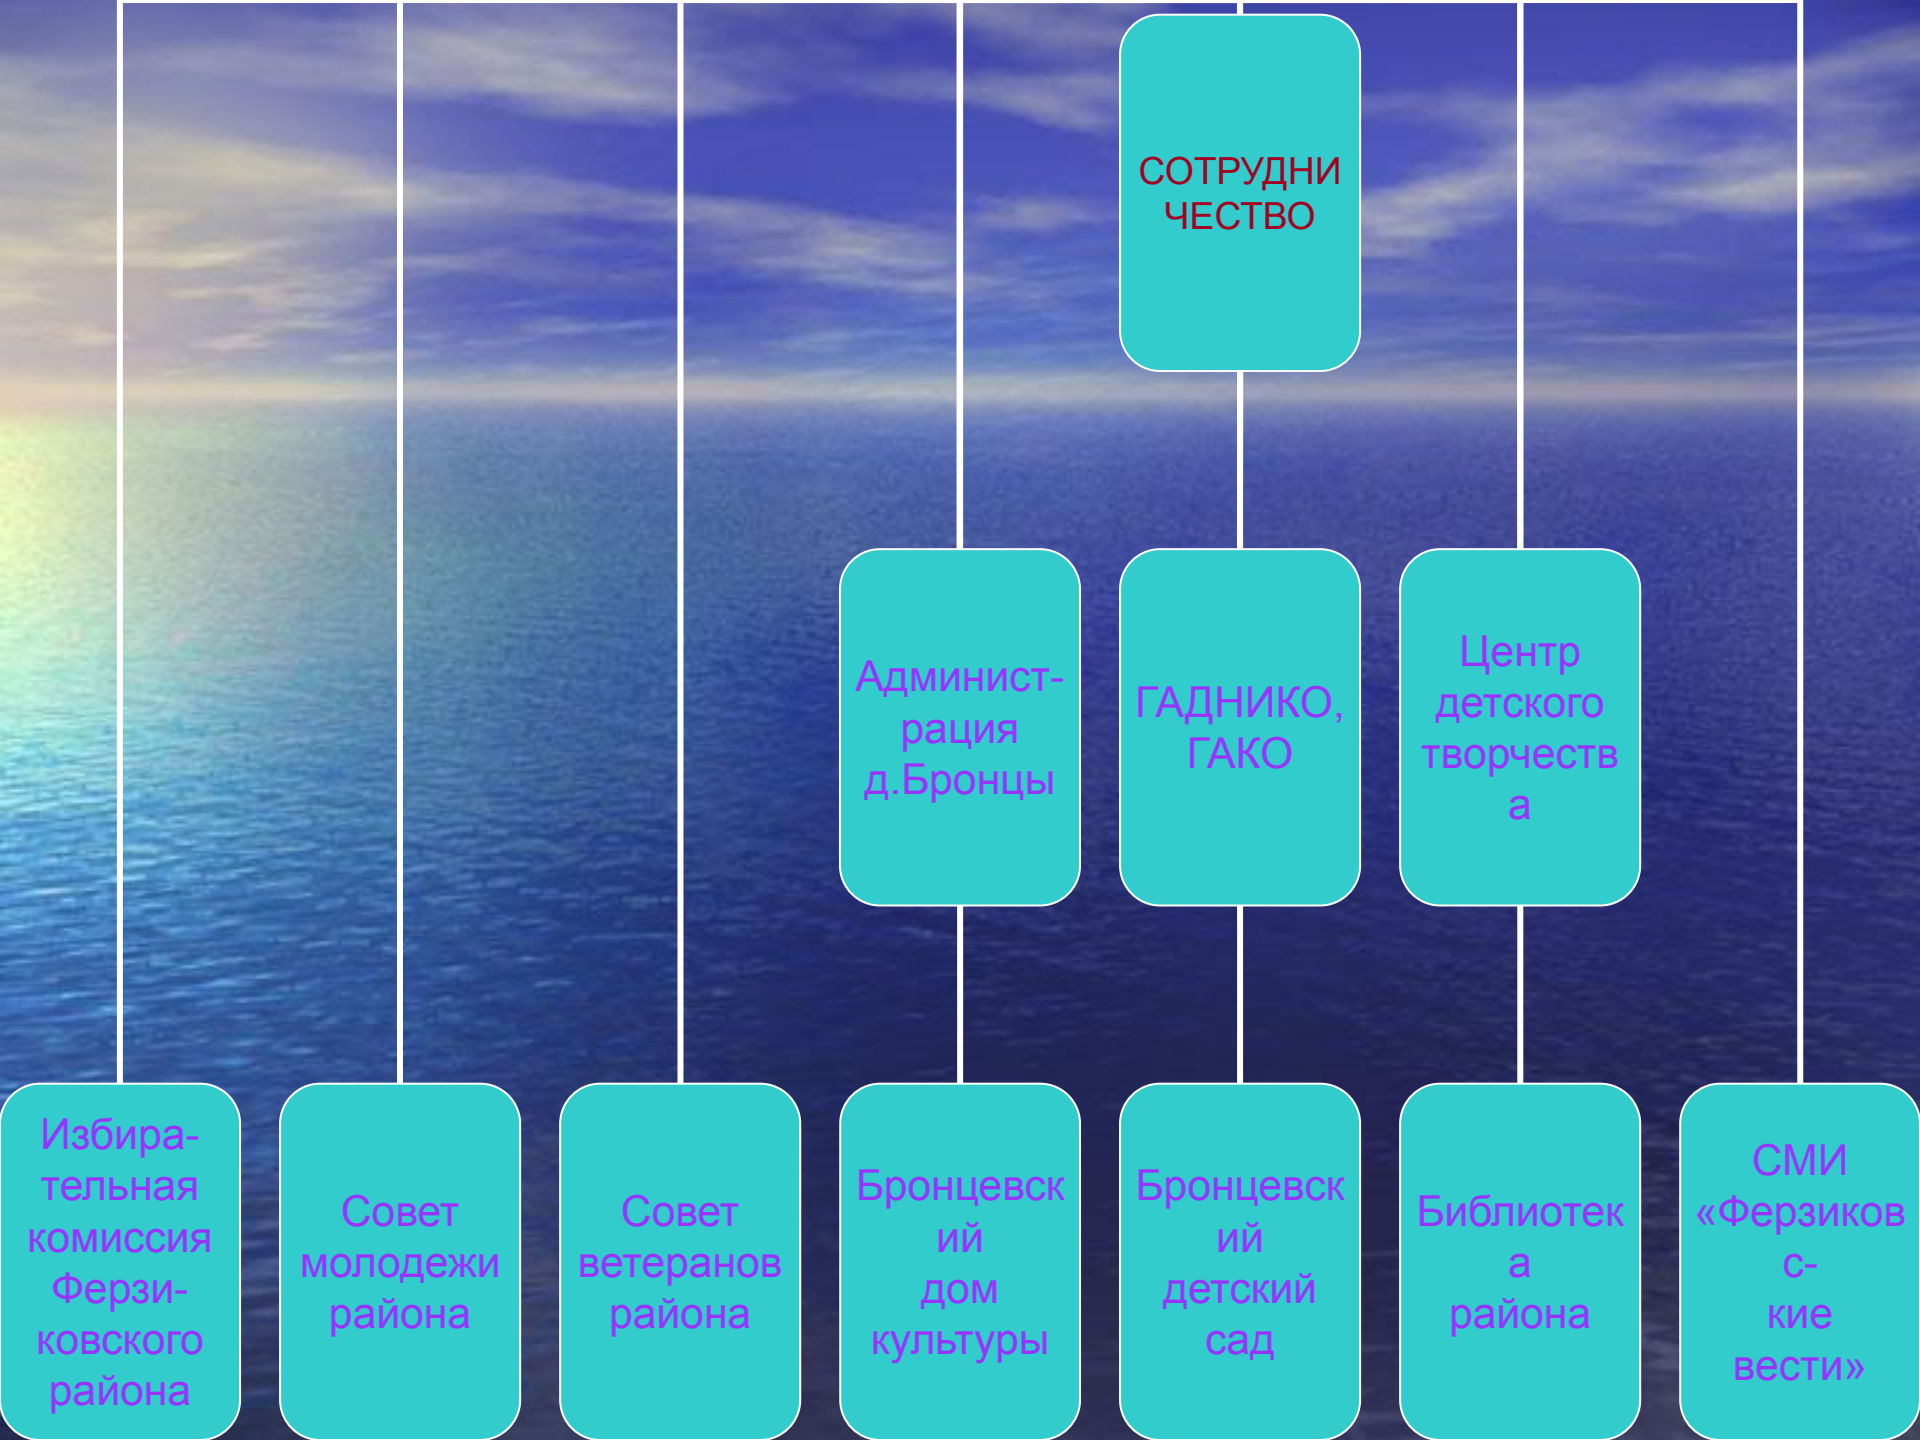 СОТРУДНИ
ЧЕСТВО
Админист-
рация
д.Бронцы
ГАДНИКО,
ГАКО
Центр
детского
творчеств
а
Избира-
тельная
комиссия
Ферзи-
ковского
района
Совет
молодежи
района
Совет
ветеранов
района
Бронцевск
ий
дом
культуры
Бронцевск
ий
детский
сад
Библиотек
а
района
СМИ
«Ферзиков
с-
кие
вести»